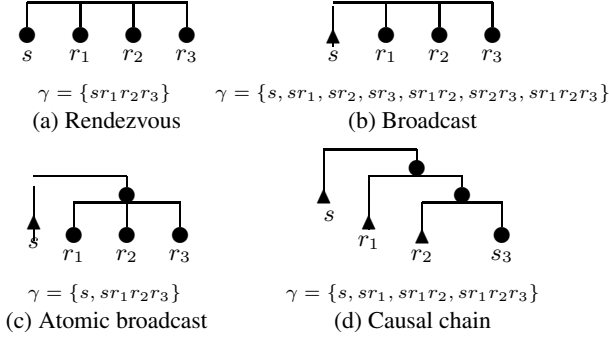 s r₁ r₂ r₃
γ = {sr₁r₂r₃}
(a) Rendezvous
s r₁ r₂ r₃
γ = {s, sr₁, sr₂, sr₃, sr₁r₂, sr₂r₃, sr₁r₂r₃}
(b) Broadcast
s r₁ r₂ r₃
γ = {s, sr₁r₂r₃}
(c) Atomic broadcast
s r₁ r₂ s₃
γ = {s, sr₁, sr₁r₂, sr₁r₂r₃}
(d) Causal chain